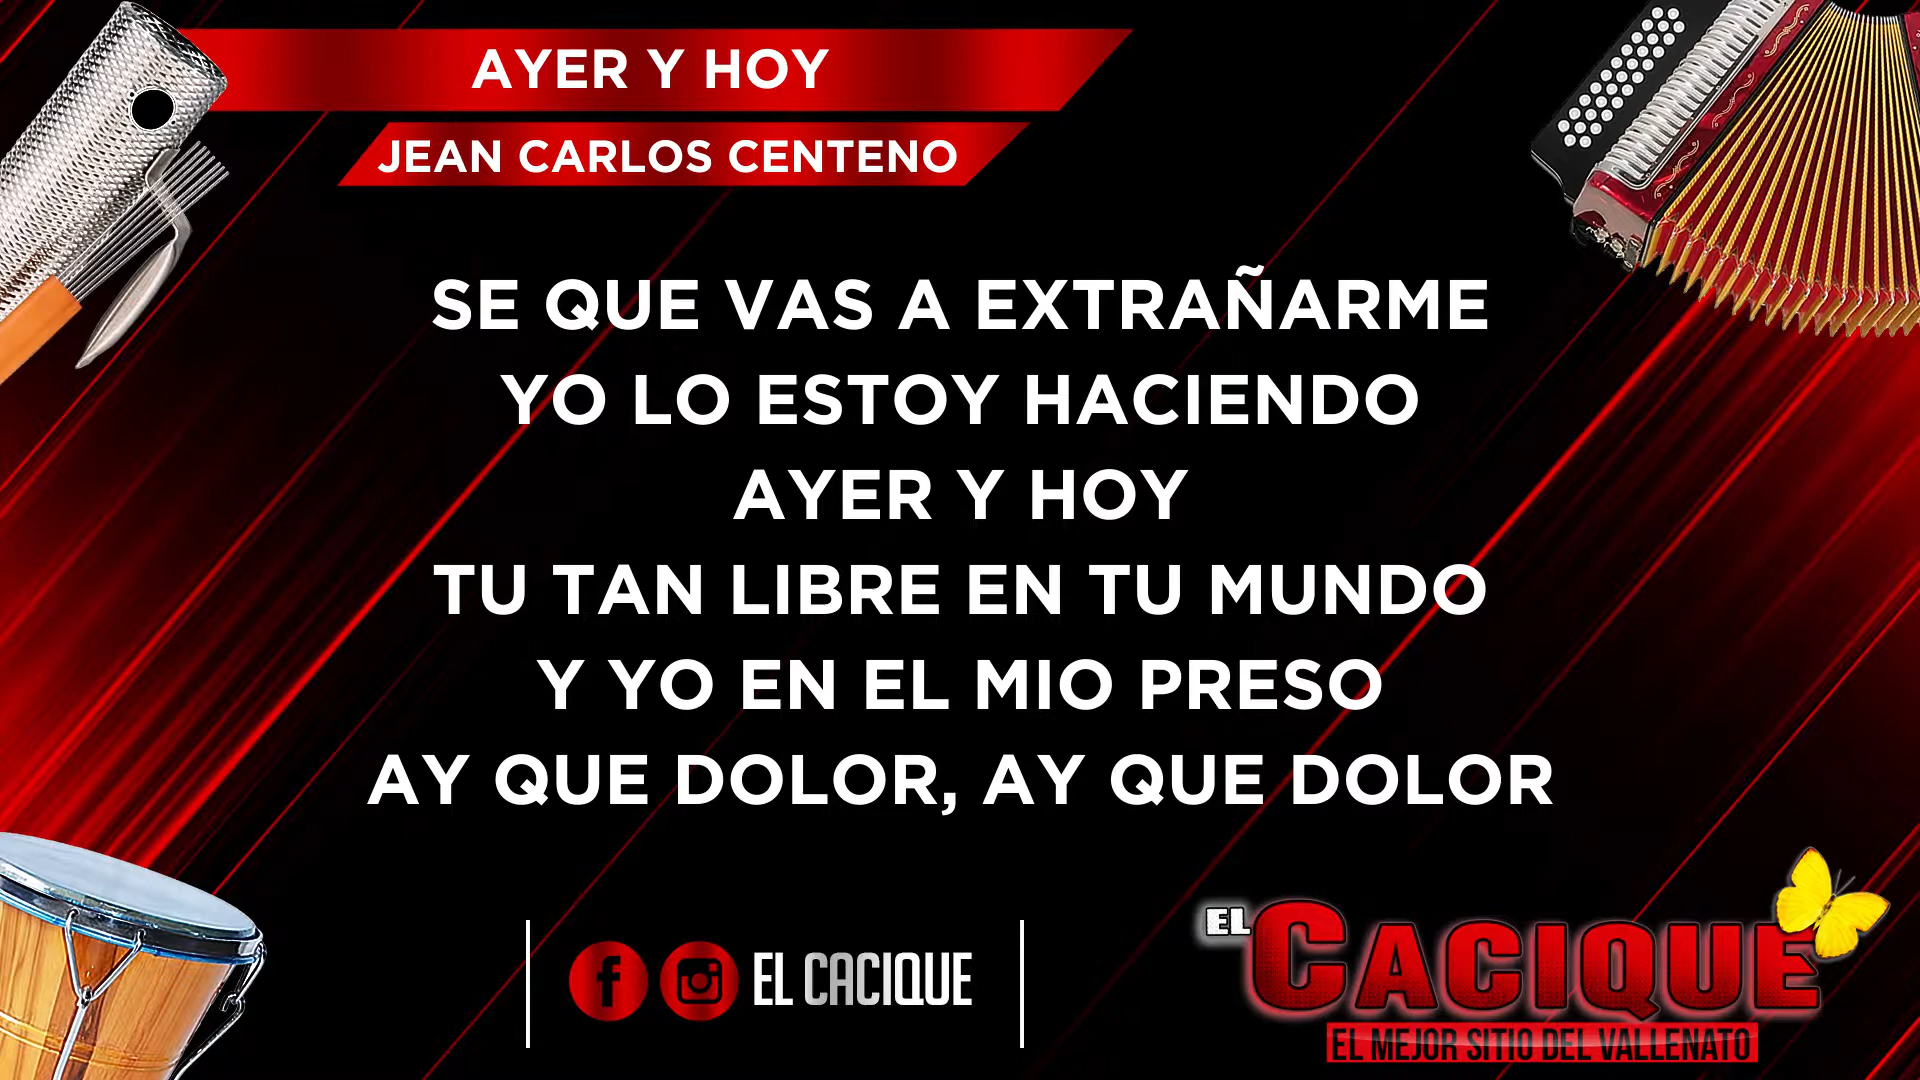 AYER Y HOY
JEAN CARLOS CENTENO
SE QUE VAS A EXTRAÑARME
YO LO ESTOY HACIENDO
AYER Y HOY
TU TAN LIBRE EN TU MUNDO
Y YO EN EL MIO PRESO
AY QUE DOLOR, AY QUE DOLOR
EL CACIQUE
EL CACIQUE
EL MEJOR SITIO DEL VALLENATO